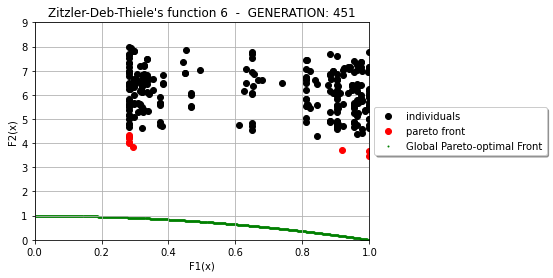 Zitzler-Deb-Thiele's function 6 - GENERATION: 451
9
8
7
6
5
4
3
2
1
0
F2(x)
0.0 0.2 0.4 0.6 0.8 1.0
F1(x)
individuals
pareto front
Global Pareto-optimal Front